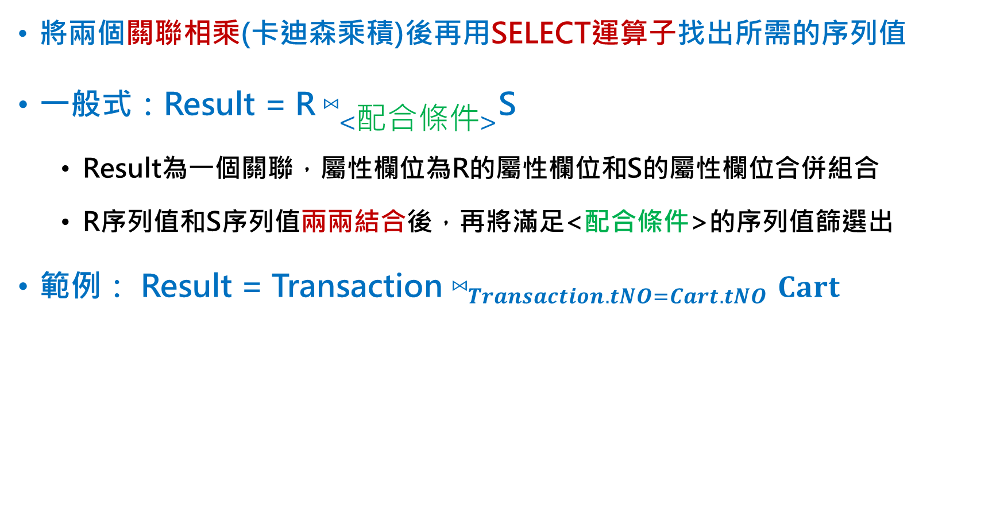 • 將兩個關聯相乘(卡迪森乘積)後再用SELECT運算子找出所需的序列值
• 一般式：Result = R ⋈<配合條件> S
• Result為一個關聯，屬性欄位為R的屬性欄位和S的屬性欄位合併組合
• R序列值和S序列值兩兩結合後，再將滿足<配合條件>的序列值篩選出
• 範例： Result = Transaction ⋈Transaction.tNO=Cart.tNO Cart